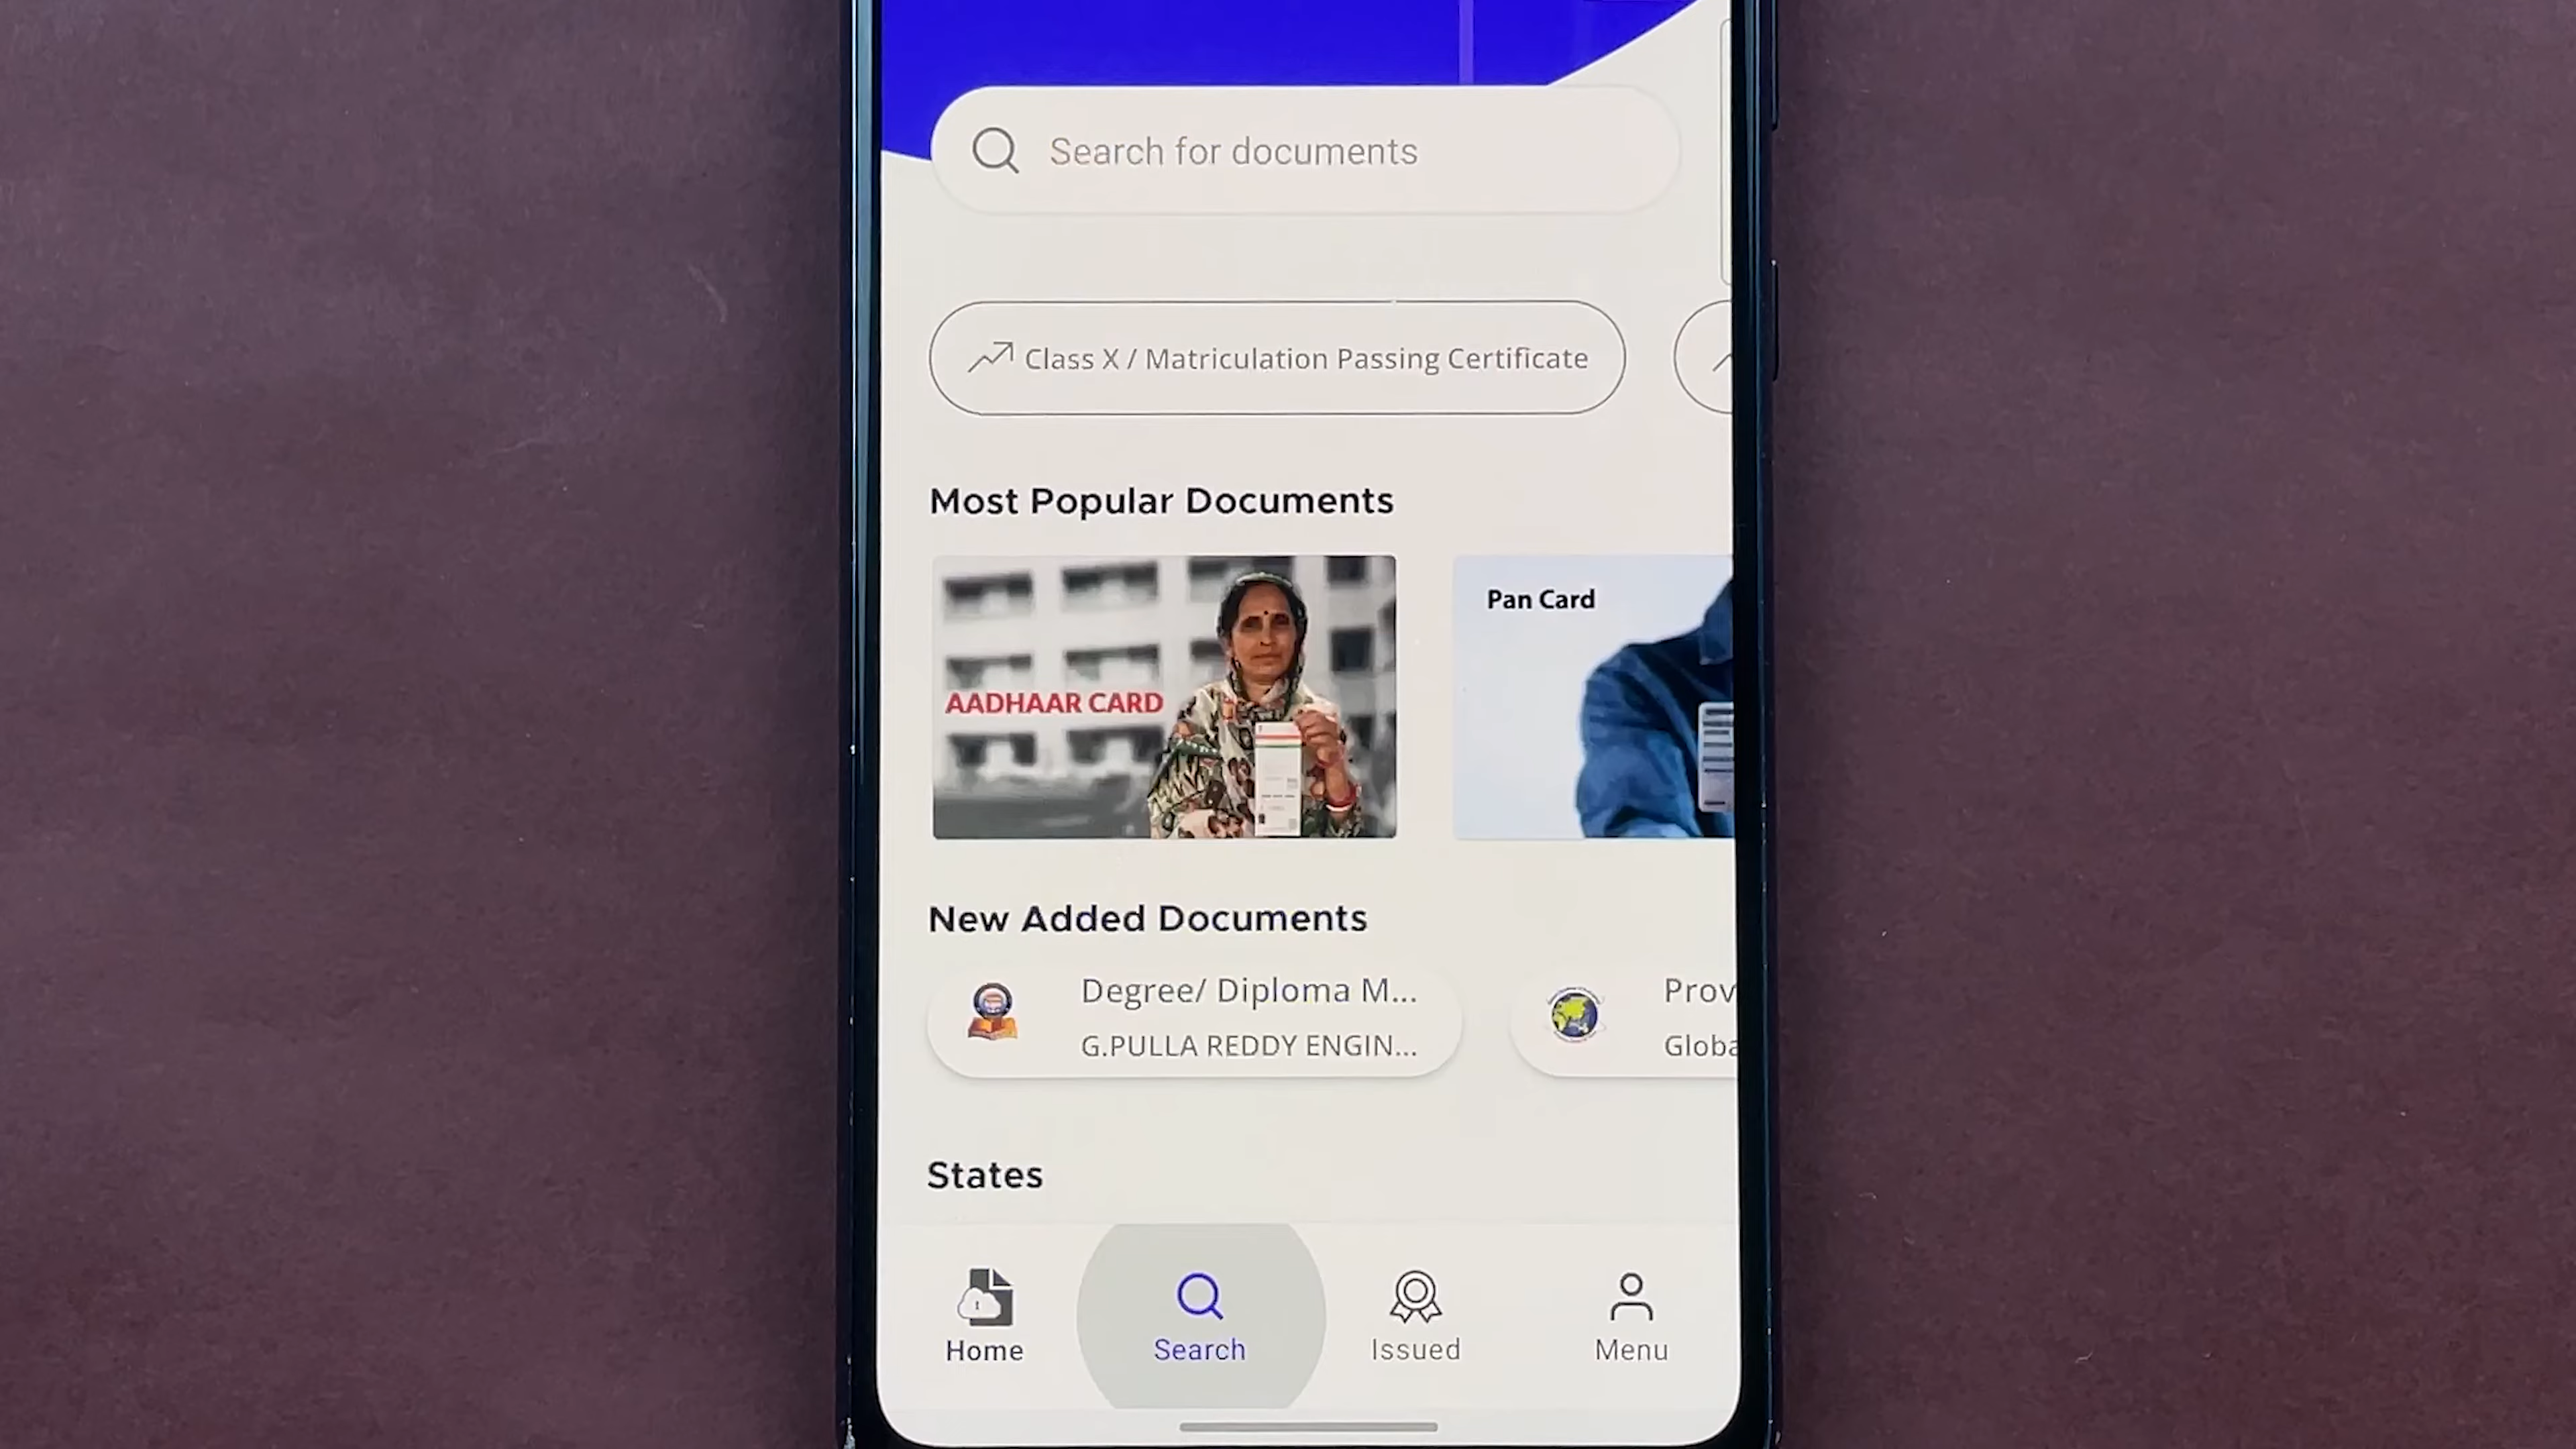 Search for documents
Class X / Matriculation Passing Certificate
Most Popular Documents
AADHAAR CARD
Pan Card
New Added Documents
Degree/ Diploma M...
G.PULLA REDDY ENGIN...
Prov
Globa
States
Home
Search
Issued
Menu